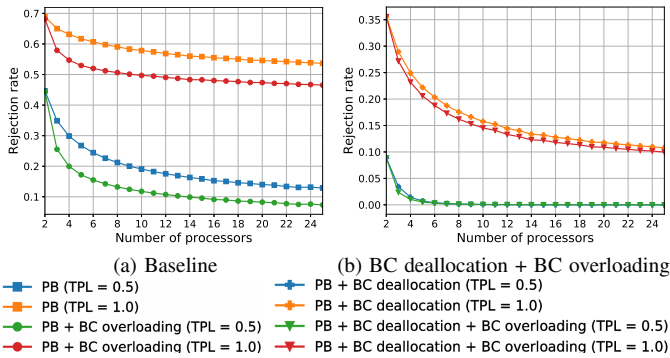 0.7
0.6
0.5
0.4
0.3
0.2
0.1
Rejection rate
2 4 6 8 10 12 14 16 18 20 22 24
Number of processors
(a) Baseline
0.35
0.30
0.25
0.20
0.15
0.10
0.05
0.00
Rejection rate
2 4 6 8 10 12 14 16 18 20 22 24
Number of processors
(b) BC deallocation + BC overloading
PB (TPL = 0.5)
PB (TPL = 1.0)
PB + BC overloading (TPL = 0.5)
PB + BC overloading (TPL = 1.0)
PB + BC deallocation (TPL = 0.5)
PB + BC deallocation (TPL = 1.0)
PB + BC deallocation + BC overloading (TPL = 0.5)
PB + BC deallocation + BC overloading (TPL = 1.0)